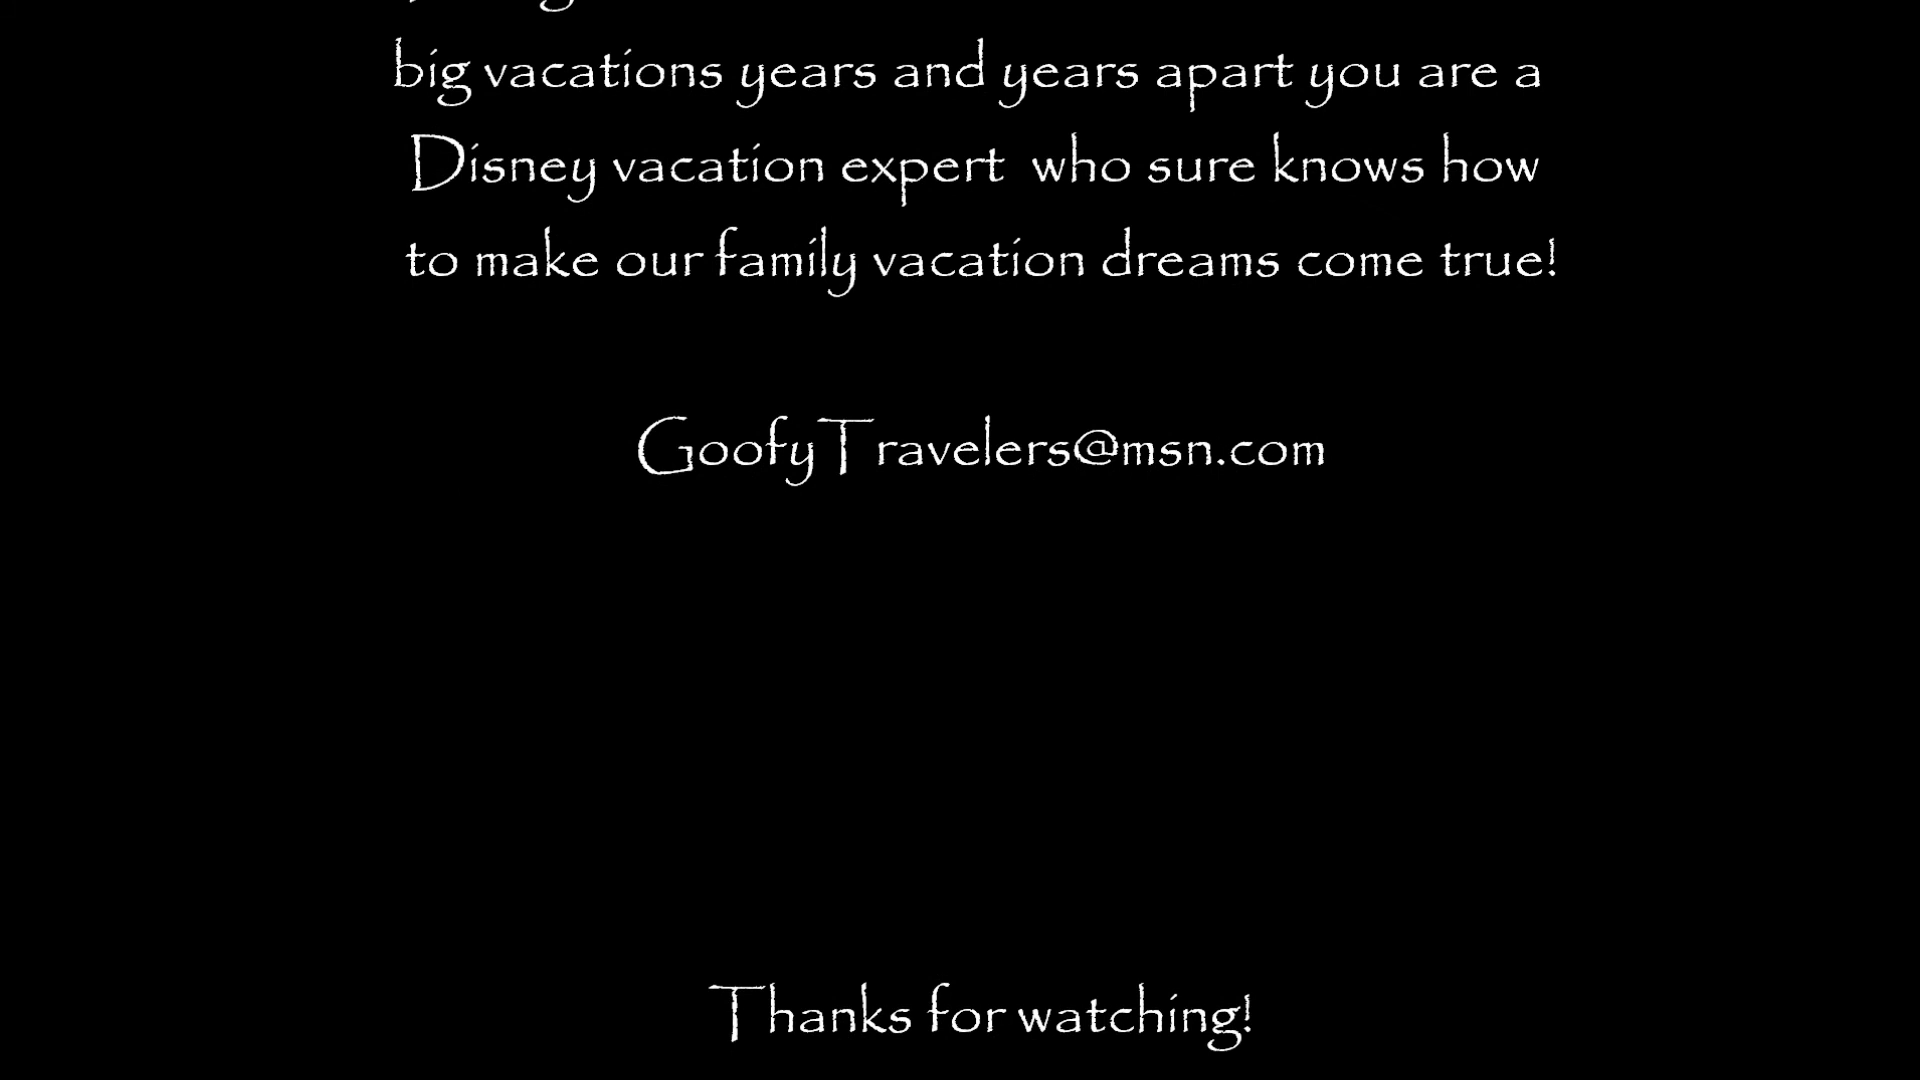 big vacations years and years apart you are a
Disney vacation expert  who sure knows how
to make our family vacation dreams come true!
GoofyTravelers@msn.com
Thanks for watching!